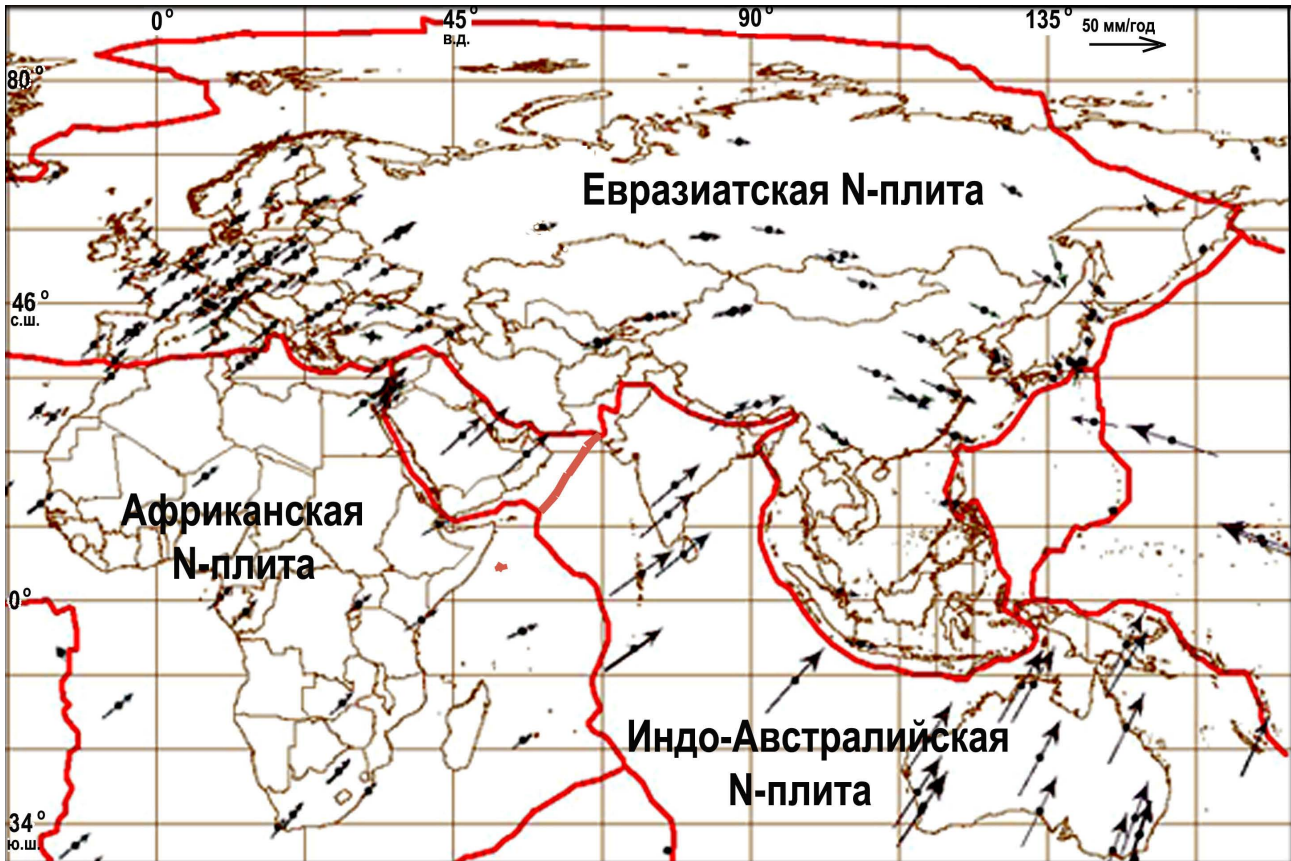 0°
45°
в.д.
90°
135°
50 мм/год
80°
Евразиатская N-плита
46°
с.ш.
Африканская
N-плита
0°
Индо-Австралийская
N-плита
34°
ю.ш.